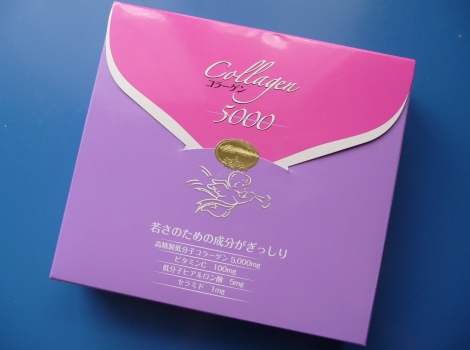 Collagen
コラーゲン
5000
若さのための成分がぎっしり
高精製低分子コラーゲン 5,000mg
ビタミンC 100mg
低分子ヒアルロン酸 5mg
セラミド 1mg